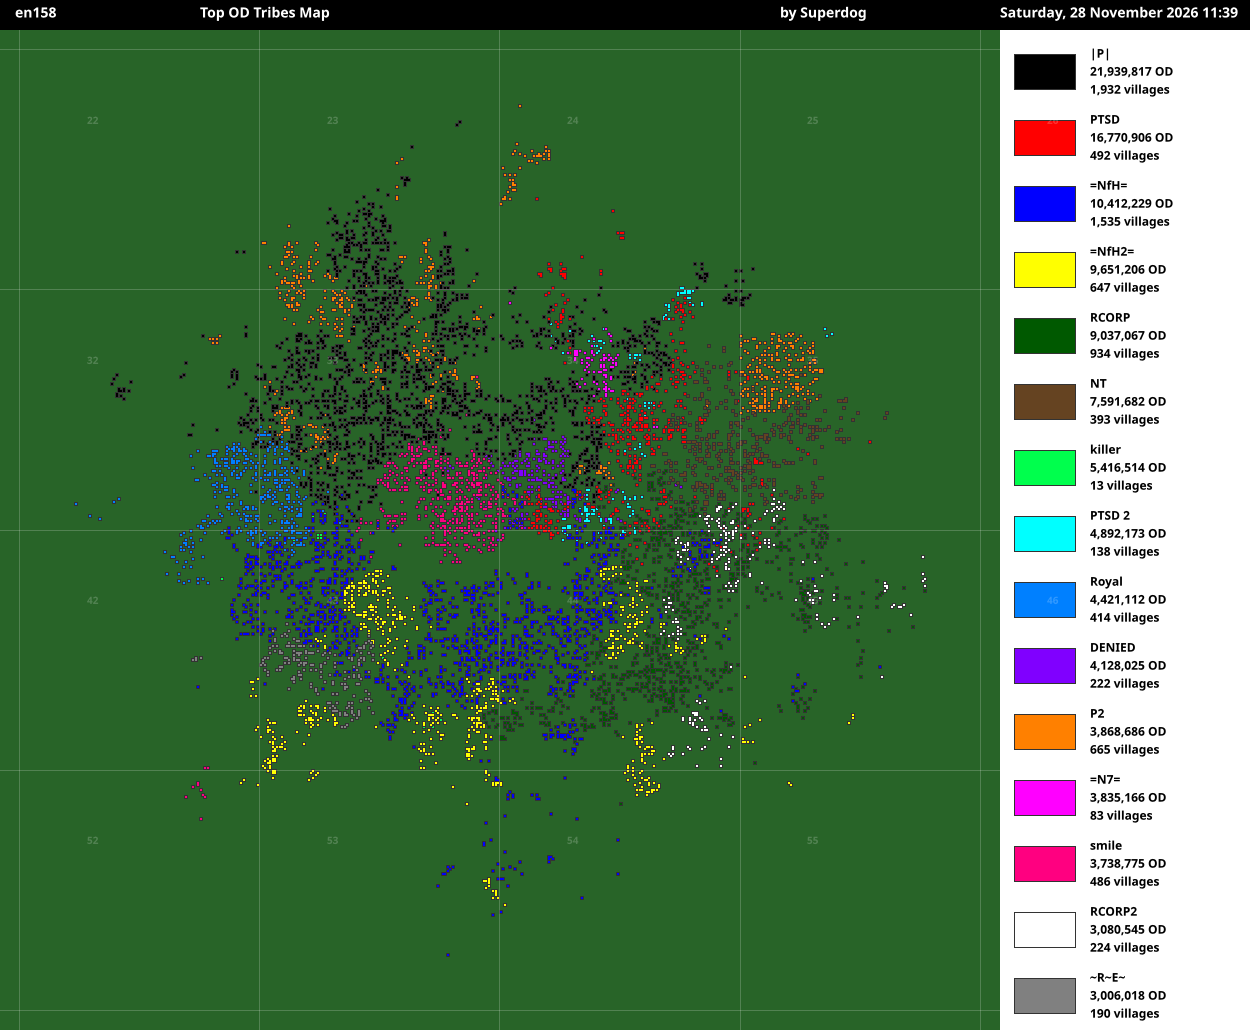 en158 Top OD Tribes Map by Superdog Saturday, 28 November 2026 11:39
|P|
21,939,817 OD
1,932 villages
PTSD
16,770,906 OD
492 villages
=NfH=
10,412,229 OD
1,535 villages
=NfH2=
9,651,206 OD
647 villages
RCORP
9,037,067 OD
934 villages
NT
7,591,682 OD
393 villages
killer
5,416,514 OD
13 villages
PTSD 2
4,892,173 OD
138 villages
Royal
4,421,112 OD
414 villages
DENIED
4,128,025 OD
222 villages
P2
3,868,686 OD
665 villages
=N7=
3,835,166 OD
83 villages
smile
3,738,775 OD
486 villages
RCORP2
3,080,545 OD
224 villages
~R~E~
3,006,018 OD
190 villages
22 23 24 25
32
42 46
52 53 54 55